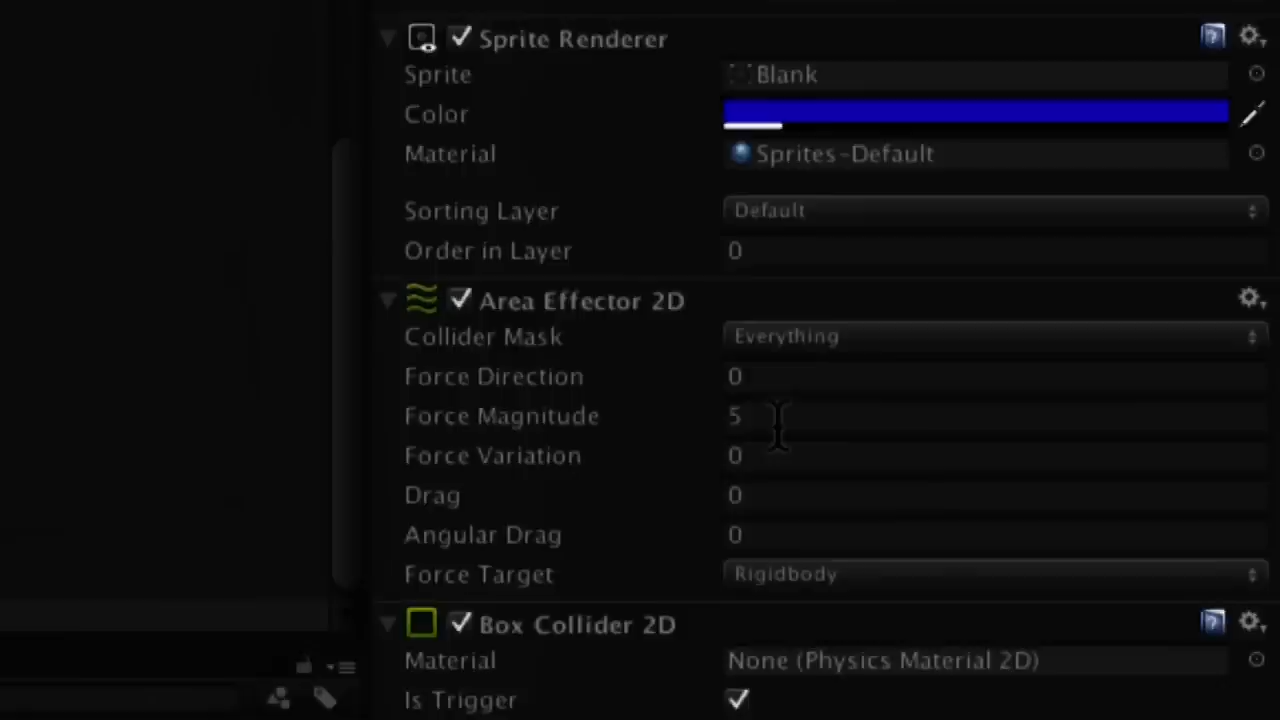 Sprite Renderer
Sprite Blank
Color
Material Sprites-Default
Sorting Layer Default
Order in Layer 0
Area Effector 2D
Collider Mask Everything
Force Direction 0
Force Magnitude 5
Force Variation 0
Drag 0
Angular Drag 0
Force Target Rigidbody
Box Collider 2D
Material None (Physics Material 2D)
Is Trigger